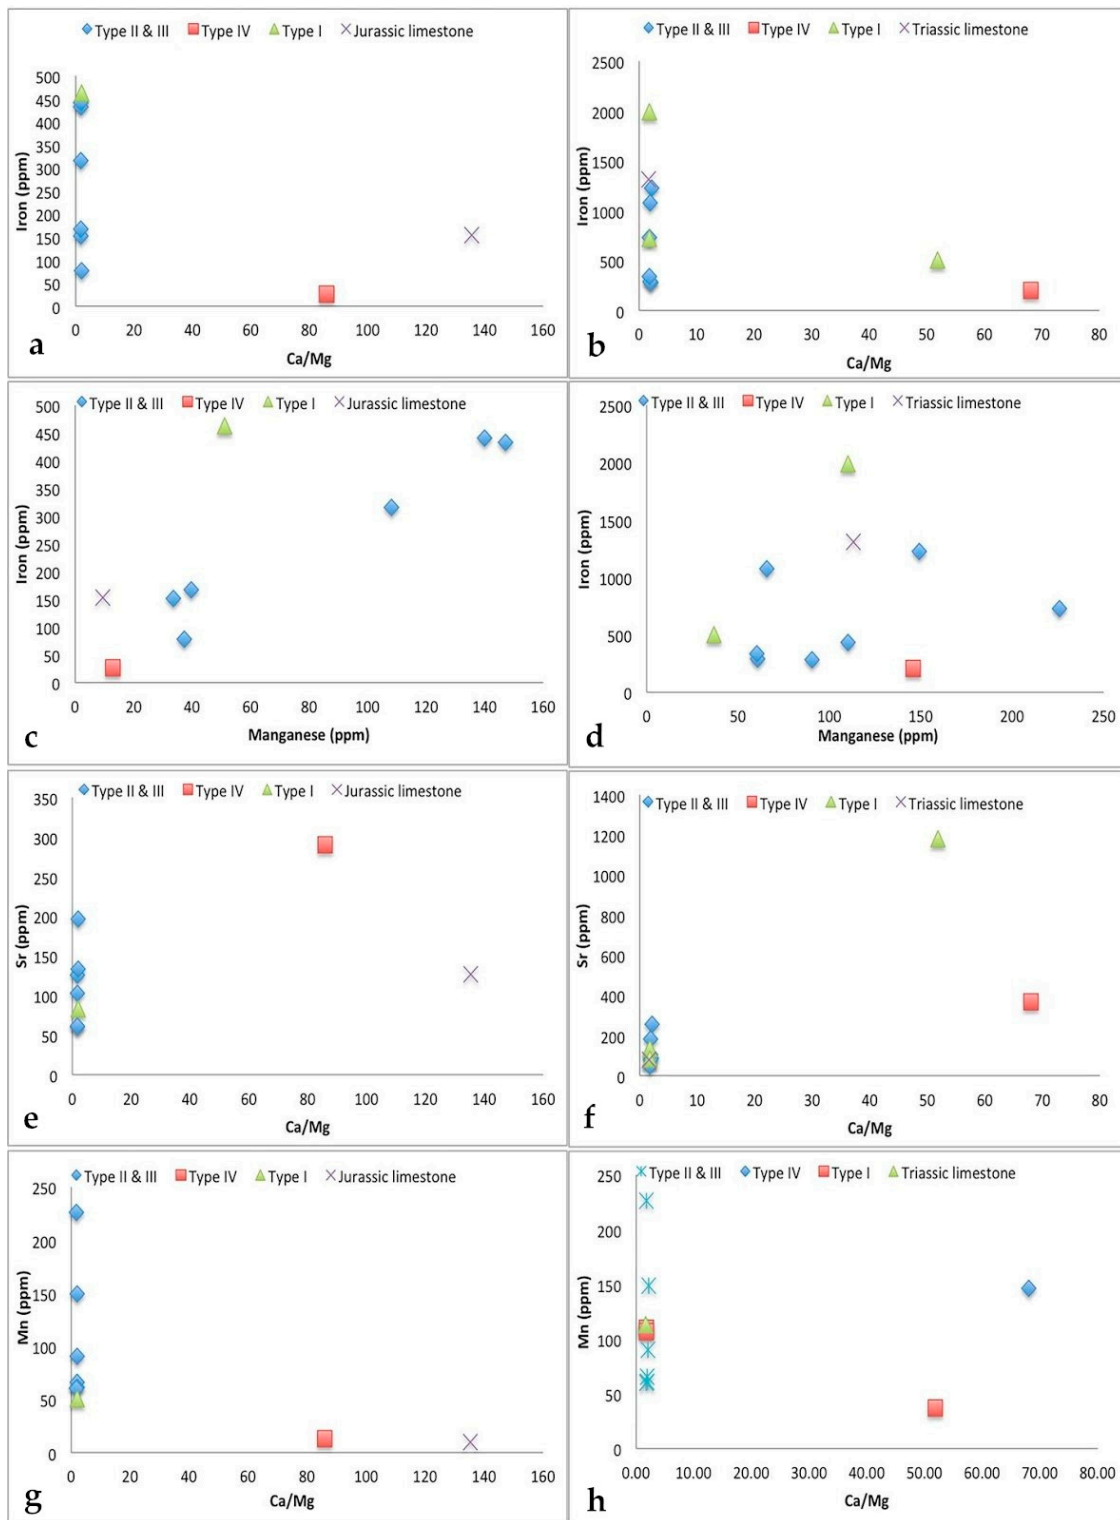 Type II & III Type IV Type I Jurassic limestone
500
450
400
350
300
250
200
150
100
50
0
Iron (ppm)
0 20 40 60 80 100 120 140 160
Ca/Mg
a
Type II & III Type IV Type I Triassic limestone
2500
2000
1500
1000
500
0
Iron (ppm)
0 10 20 30 40 50 60 70 80
Ca/Mg
b
Type II & III Type IV Type I Jurassic limestone
500
450
400
350
300
250
200
150
100
50
0
Iron (ppm)
0 20 40 60 80 100 120 140 160
Manganese (ppm)
c
Type II & III Type IV Type I Triassic limestone
2500
2000
1500
1000
500
0
Iron (ppm)
0 50 100 150 200 250
Manganese (ppm)
d
Type II & III Type IV Type I Jurassic limestone
350
300
250
200
150
100
50
0
Sr (ppm)
0 20 40 60 80 100 120 140 160
Ca/Mg
e
Type II & III Type IV Type I Triassic limestone
1400
1200
1000
800
600
400
200
0
Sr (ppm)
0 10 20 30 40 50 60 70 80
Ca/Mg
f
Type II & III Type IV Type I Jurassic limestone
250
200
150
100
50
0
Mn (ppm)
0 20 40 60 80 100 120 140 160
Ca/Mg
g
Type II & III Type IV Type I Triassic limestone
250
200
150
100
50
0
Mn (ppm)
0.00 10.00 20.00 30.00 40.00 50.00 60.00 70.00 80.00
Ca/Mg
h